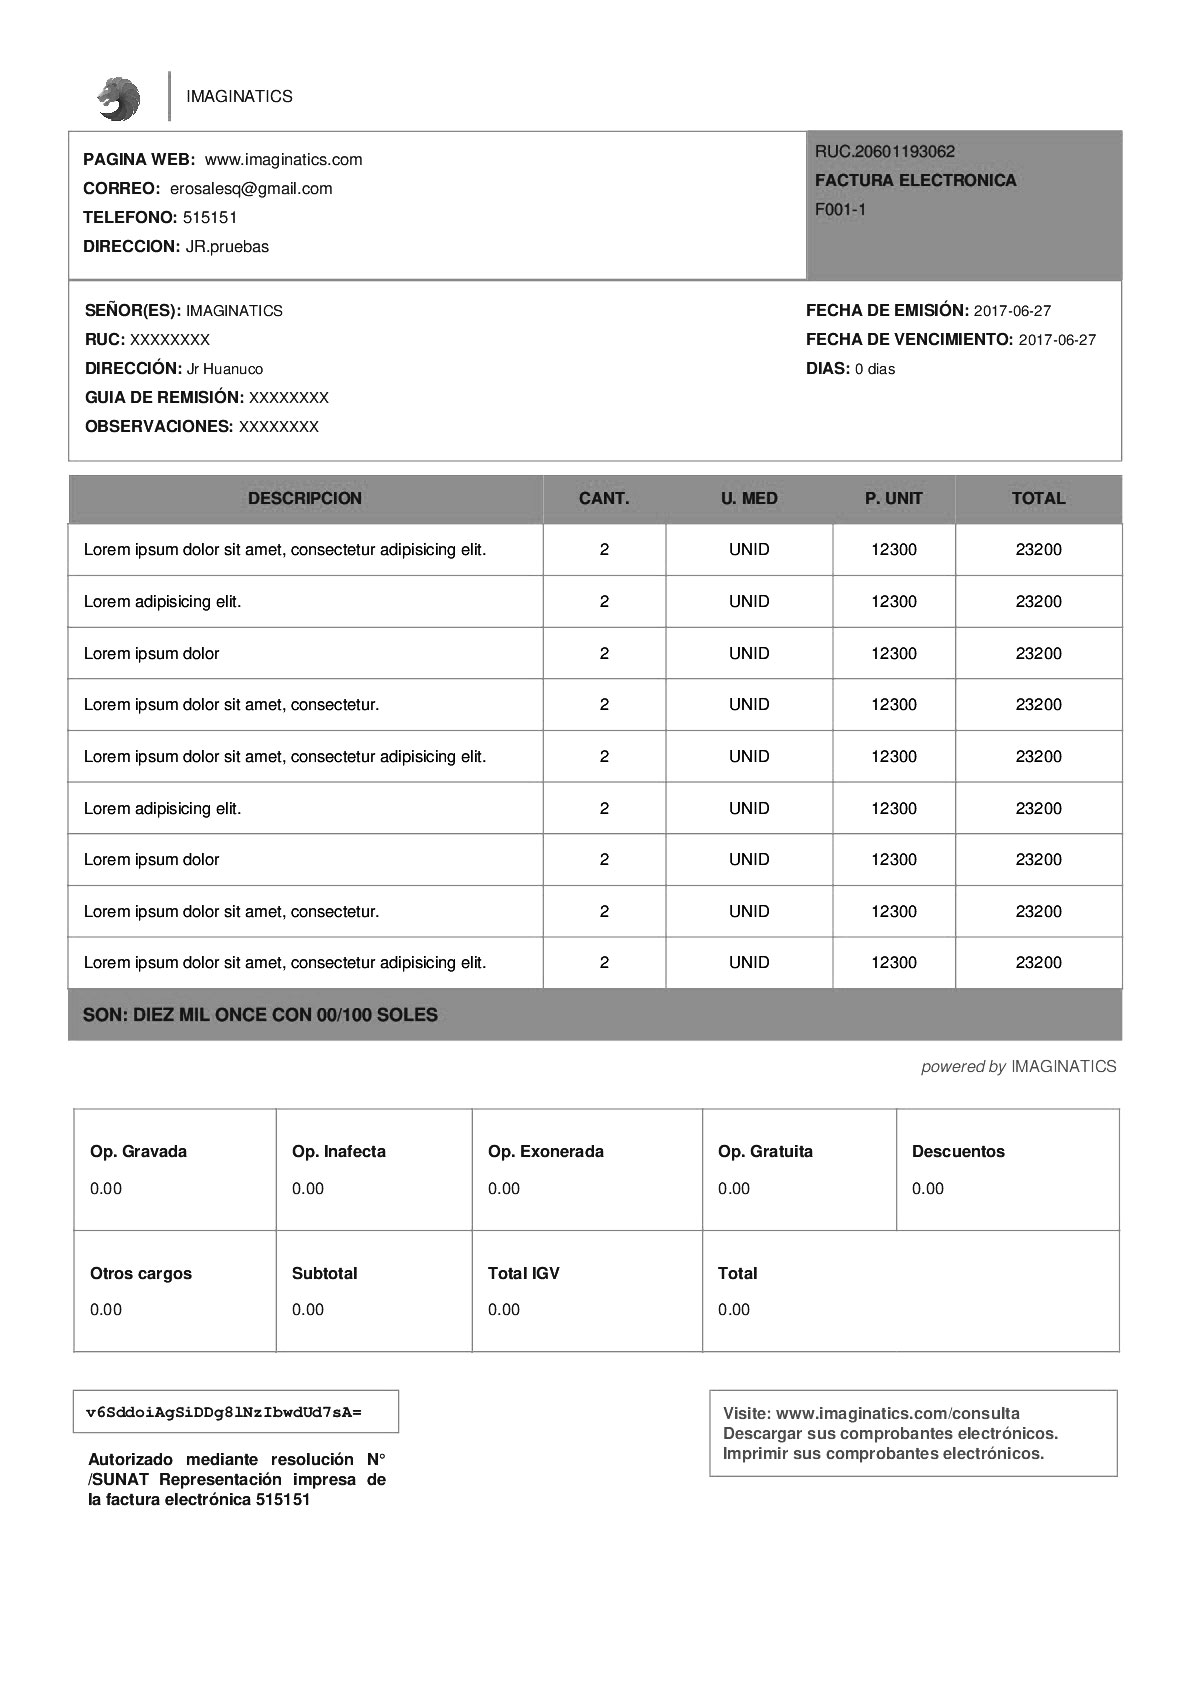 IMAGINATICS
PAGINA WEB: www.imaginatics.com
CORREO: erosalesq@gmail.com
TELEFONO: 515151
DIRECCION: JR.pruebas
RUC.20601193062
FACTURA ELECTRONICA
F001-1
SEÑOR(ES): IMAGINATICS
RUC: XXXXXXXX
DIRECCIÓN: Jr Huanuco
GUIA DE REMISIÓN: XXXXXXXX
OBSERVACIONES: XXXXXXXX
FECHA DE EMISIÓN: 2017-06-27
FECHA DE VENCIMIENTO: 2017-06-27
DIAS: 0 dias
DESCRIPCION CANT. U. MED P. UNIT TOTAL
Lorem ipsum dolor sit amet, consectetur adipisicing elit. 2 UNID 12300 23200
Lorem adipisicing elit. 2 UNID 12300 23200
Lorem ipsum dolor 2 UNID 12300 23200
Lorem ipsum dolor sit amet, consectetur. 2 UNID 12300 23200
Lorem ipsum dolor sit amet, consectetur adipisicing elit. 2 UNID 12300 23200
Lorem adipisicing elit. 2 UNID 12300 23200
Lorem ipsum dolor 2 UNID 12300 23200
Lorem ipsum dolor sit amet, consectetur. 2 UNID 12300 23200
Lorem ipsum dolor sit amet, consectetur adipisicing elit. 2 UNID 12300 23200
SON: DIEZ MIL ONCE CON 00/100 SOLES
powered by IMAGINATICS
Op. Gravada Op. Inafecta Op. Exonerada Op. Gratuita Descuentos
0.00 0.00 0.00 0.00 0.00
Otros cargos Subtotal Total IGV Total
0.00 0.00 0.00 0.00
v6SddoiAgSiDDg8lNzIbwdUd7sA=
Autorizado mediante resolución N°
/SUNAT Representación impresa de
la factura electrónica 515151
Visite: www.imaginatics.com/consulta
Descargar sus comprobantes electrónicos.
Imprimir sus comprobantes electrónicos.